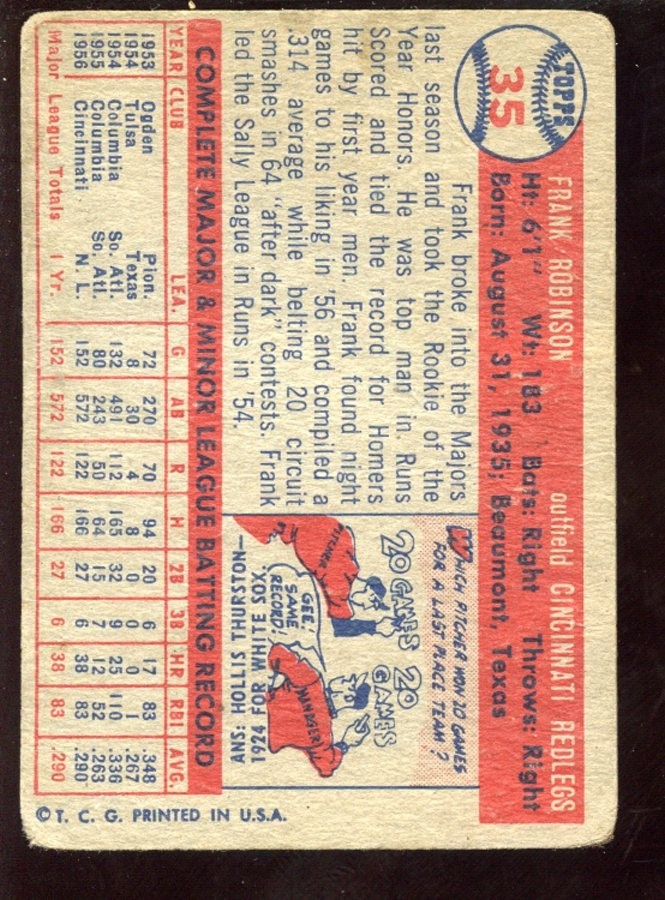 TOPPS
35
FRANK ROBINSON outfield CINCINNATI REDLEGS
Ht: 6'1" Wt: 183 Bats: Right Throws: Right
Born: August 31, 1935; Beaumont, Texas
Frank broke into the Majors
last season and took the Rookie of the
Year Honors. He was top man in Runs
Scored and tied the record for Homers
hit by first year men. Frank found night
games to his liking in '56 and compiled a
.314 average while belting 20 circuit
smashes in 64 "after dark" contests. Frank
led the Sally League in Runs in '54.
WHICH PITCHER WON 20 GAMES
FOR A LAST PLACE TEAM?
20 GAMES
20 GAMES
PITCHER
GEE,
SAME
RECORD!
MANAGER
ANS: HOLLIS THURSTON—
1924 FOR WHITE SOX
COMPLETE MAJOR & MINOR LEAGUE BATTING RECORD
YEAR CLUB LEA. G AB R H 2B 3B HR RBI AVG.
1953 Ogden Pion. 72 270 70 94 20 6 17 83 .348
1954 Tulsa Texas 8 30 4 8 0 0 0 1 .267
1954 Columbia So. Atl. 132 491 112 165 32 9 25 110 .336
1955 Columbia So. Atl. 80 243 50 64 15 7 12 52 .263
1956 Cincinnati N. L. 152 572 122 166 27 6 38 83 .290
Major League Totals 1 Yr. 152 572 122 166 27 6 38 83 .290
© T. C. G. PRINTED IN U.S.A.